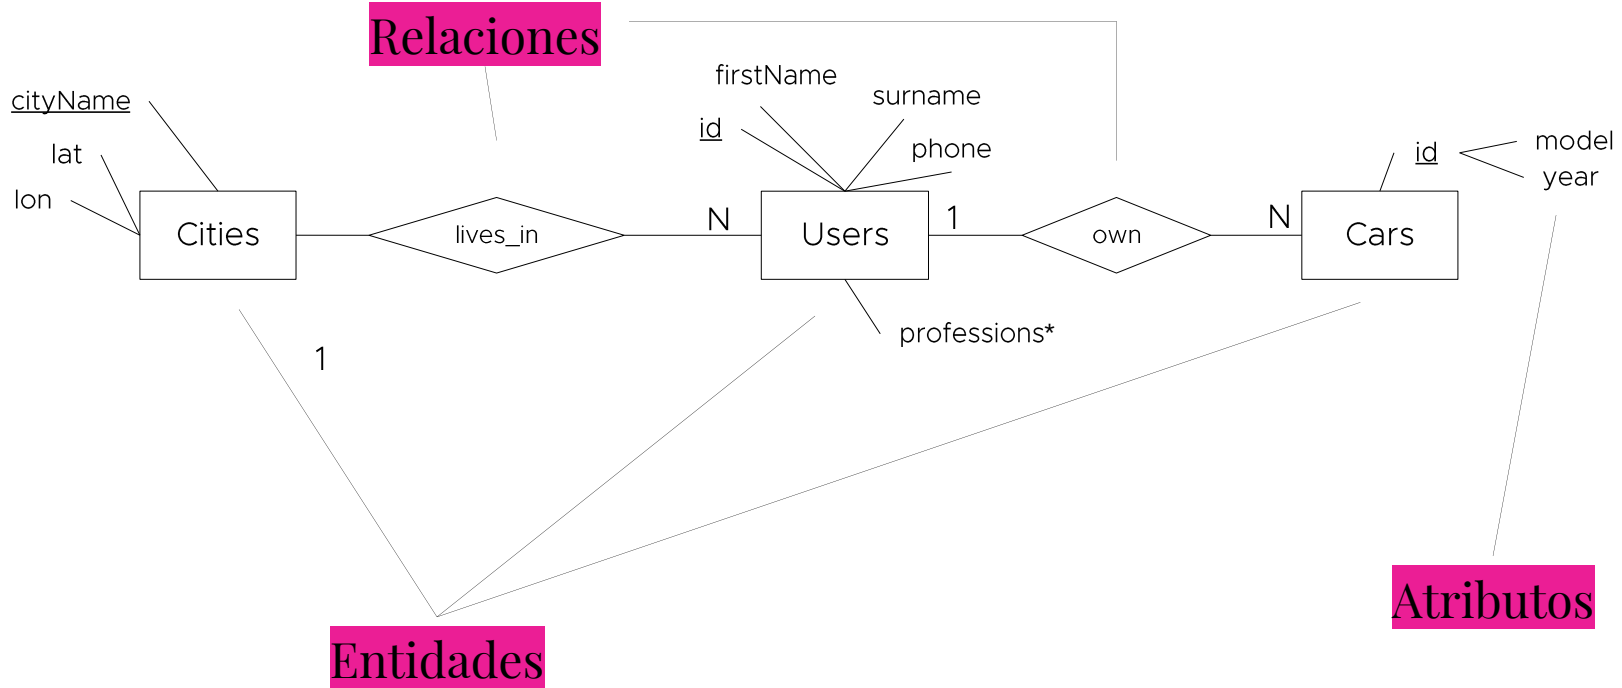 Relaciones
firstName
surname
cityName
id
phone
model
lat
id
year
lon
Cities
lives_in
N
Users
1
own
N
Cars
professions*
1
Atributos
Entidades